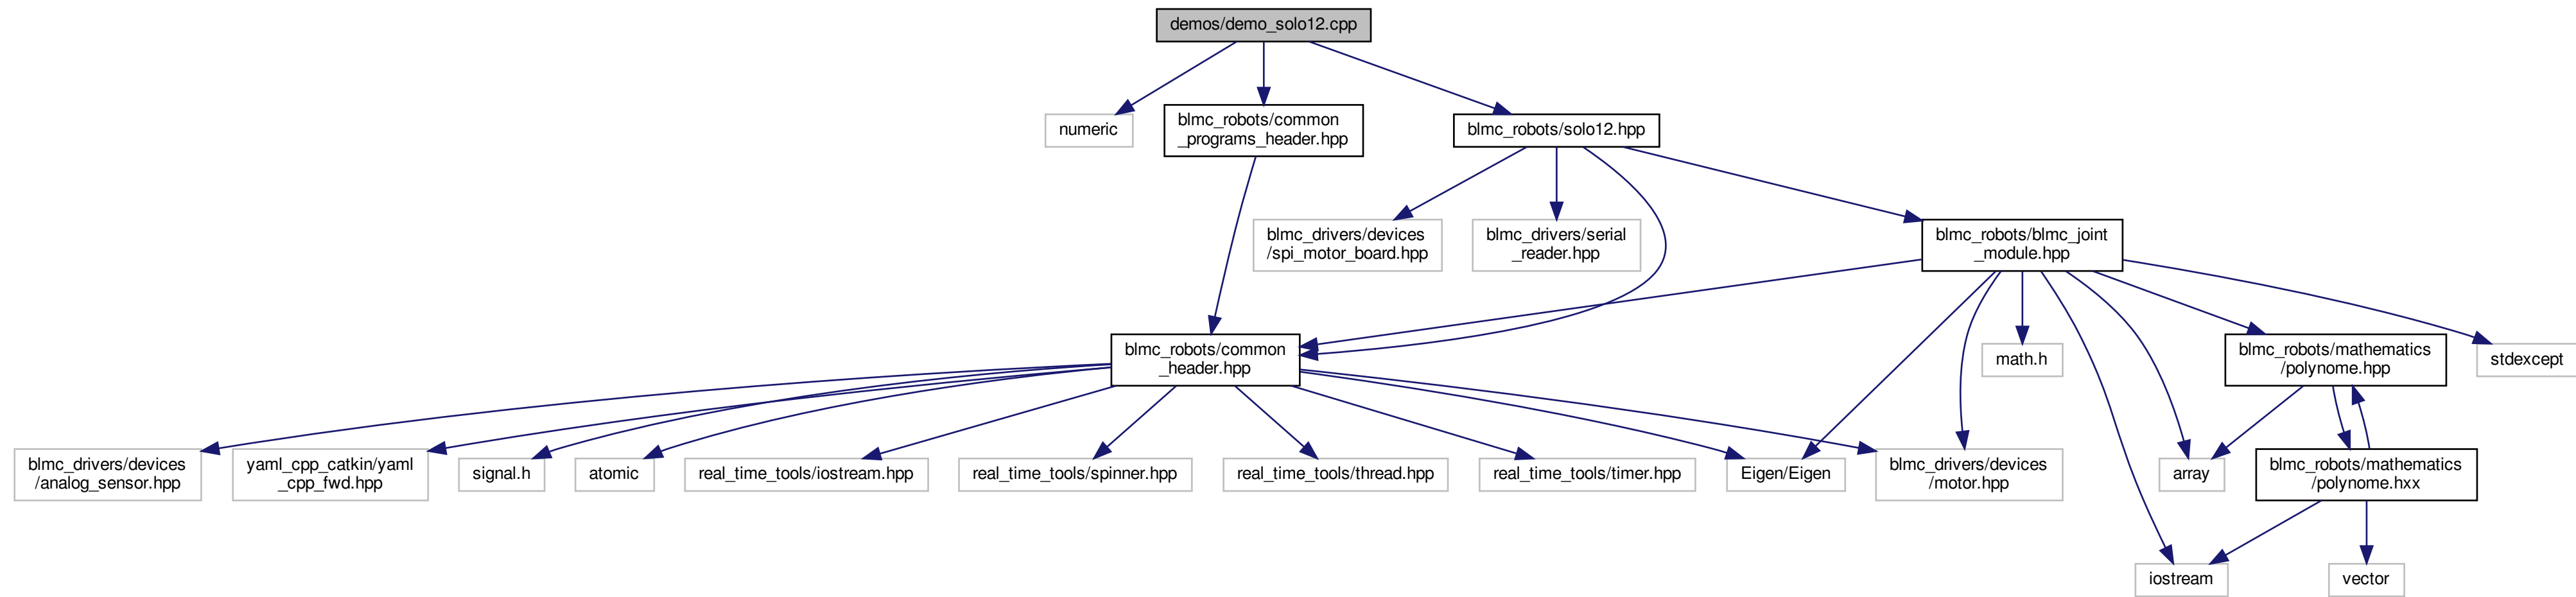 demos/demo_solo12.cpp
numeric
blmc_robots/common
_programs_header.hpp
blmc_robots/solo12.hpp
blmc_drivers/devices
/spi_motor_board.hpp
blmc_drivers/serial
_reader.hpp
blmc_robots/blmc_joint
_module.hpp
blmc_robots/common
_header.hpp
math.h
blmc_robots/mathematics
/polynome.hpp
stdexcept
blmc_drivers/devices
/analog_sensor.hpp
yaml_cpp_catkin/yaml
_cpp_fwd.hpp
signal.h
atomic
real_time_tools/iostream.hpp
real_time_tools/spinner.hpp
real_time_tools/thread.hpp
real_time_tools/timer.hpp
Eigen/Eigen
blmc_drivers/devices
/motor.hpp
array
blmc_robots/mathematics
/polynome.hxx
iostream
vector